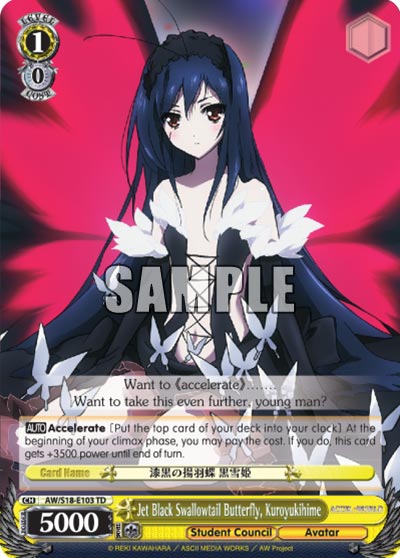 LEVEL
1
0
COST
SAMPLE
Want to 《accelerate》.......
Want to take this even further, young man?
AUTO Accelerate [Put the top card of your deck into your clock] At the
beginning of your climax phase, you may pay the cost. If you do, this card
gets +3500 power until end of turn.
Card Name 漆黒の揚羽蝶 黒雪姫
CH AW/S18-E103 TD
Jet Black Swallowtail Butterfly, Kuroyukihime
POWER 5000
Student Council Avatar
© REKI KAWAHARA / ASCII MEDIA WORKS / AW Project